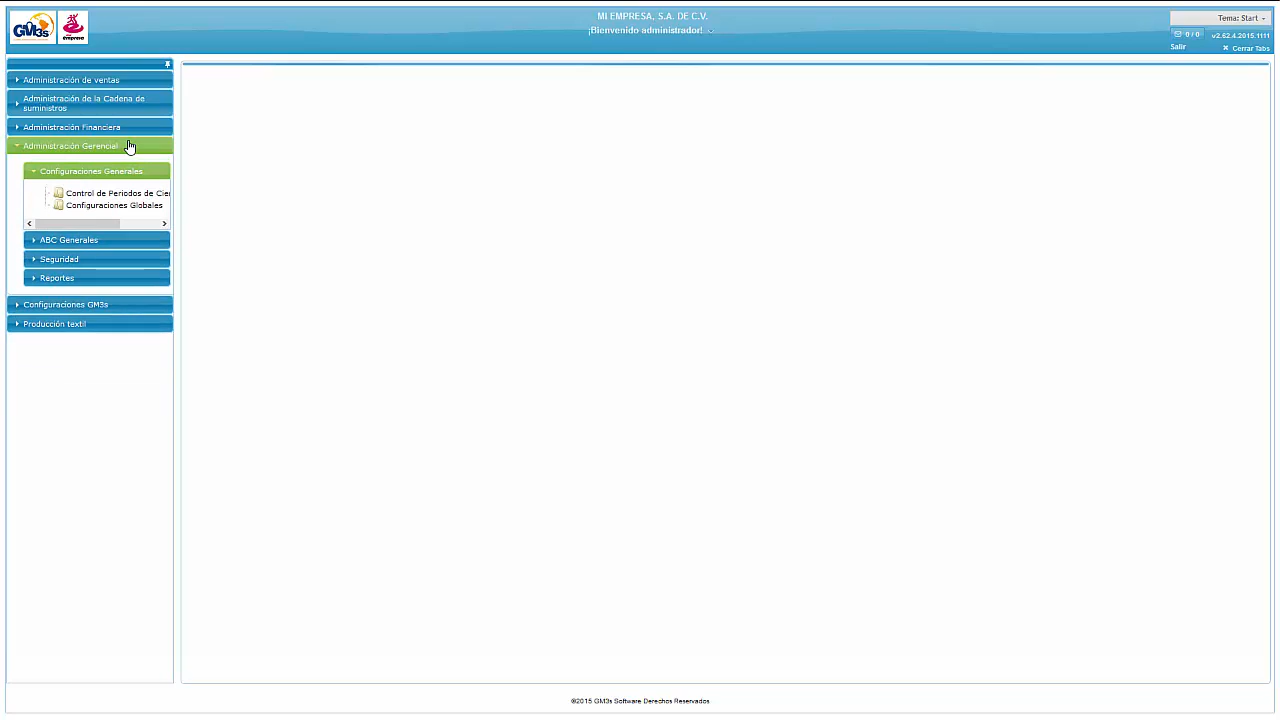 GM3s
empresa
MI EMPRESA, S.A. DE C.V.
¡Bienvenido administrador!
Tema: Start
0 / 0
v2.62.4.2015.1111
Salir
Cerrar Tabs
Administración de ventas
Administración de la Cadena de
suministros
Administración Financiera
Administración Gerencial
Configuraciones Generales
Control de Periodos de Cier
Configuraciones Globales
ABC Generales
Seguridad
Reportes
Configuraciones GM3s
Producción textil
©2015 GM3s Software Derechos Reservados